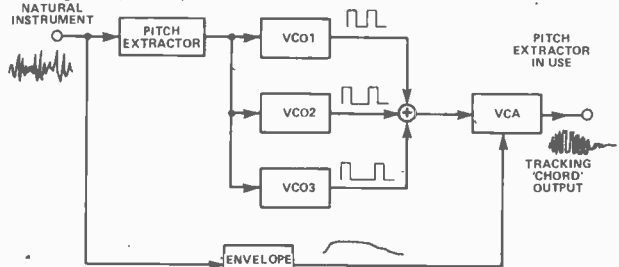 NATURAL
INSTRUMENT
PITCH
EXTRACTOR
VCO1
VCO2
VCO3
PITCH
EXTRACTOR
IN USE
VCA
TRACKING
'CHORD'
OUTPUT
ENVELOPE